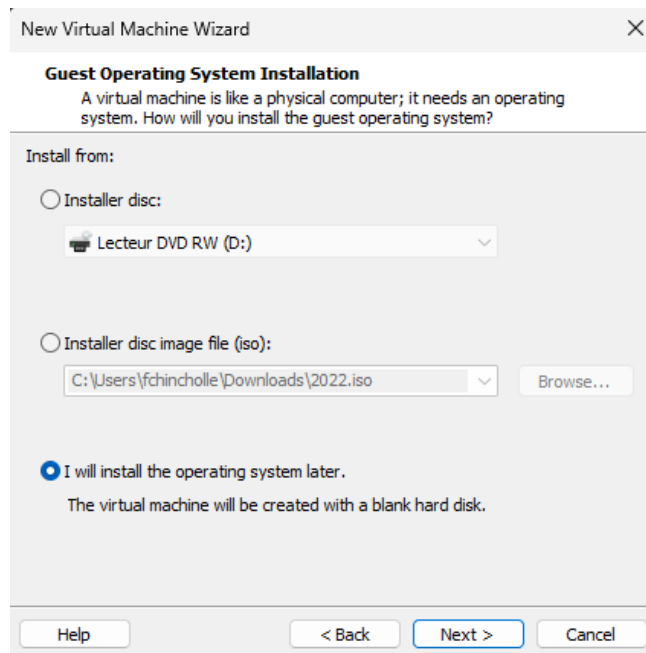 New Virtual Machine Wizard
Guest Operating System Installation
A virtual machine is like a physical computer; it needs an operating
system. How will you install the guest operating system?
Install from:
Installer disc:
Lecteur DVD RW (D:)
Installer disc image file (iso):
C:\Users\fchincholle\Downloads\2022.iso
Browse...
I will install the operating system later.
The virtual machine will be created with a blank hard disk.
Help
< Back
Next >
Cancel